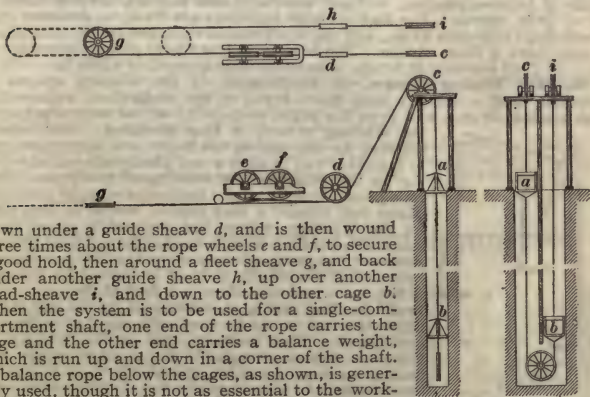 h
i
g
d
c
c
c i
a
a
e f
d
g
b
b
own under a guide sheave d, and is then wound
ree times about the rope wheels e and f, to secure
good hold, then around a fleet sheave g, and back
der another guide sheave h, up over another
ad-sheave i, and down to the other cage b.
hen the system is to be used for a single-com-
rtment shaft, one end of the rope carries the
ge and the other end carries a balance weight,
hich is run up and down in a corner of the shaft.
balance rope below the cages, as shown, is gener-
y used, though it is not as essential to the work-